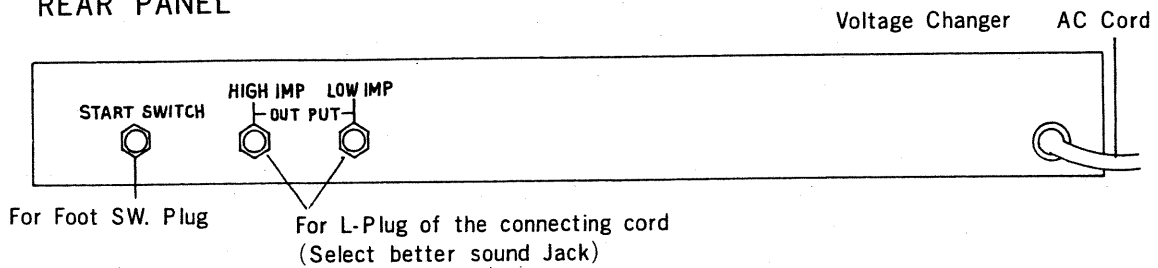 REAR PANEL
Voltage Changer AC Cord
HIGH IMP LOW IMP
START SWITCH OUT PUT
For Foot SW. Plug
For L-Plug of the connecting cord
(Select better sound Jack)